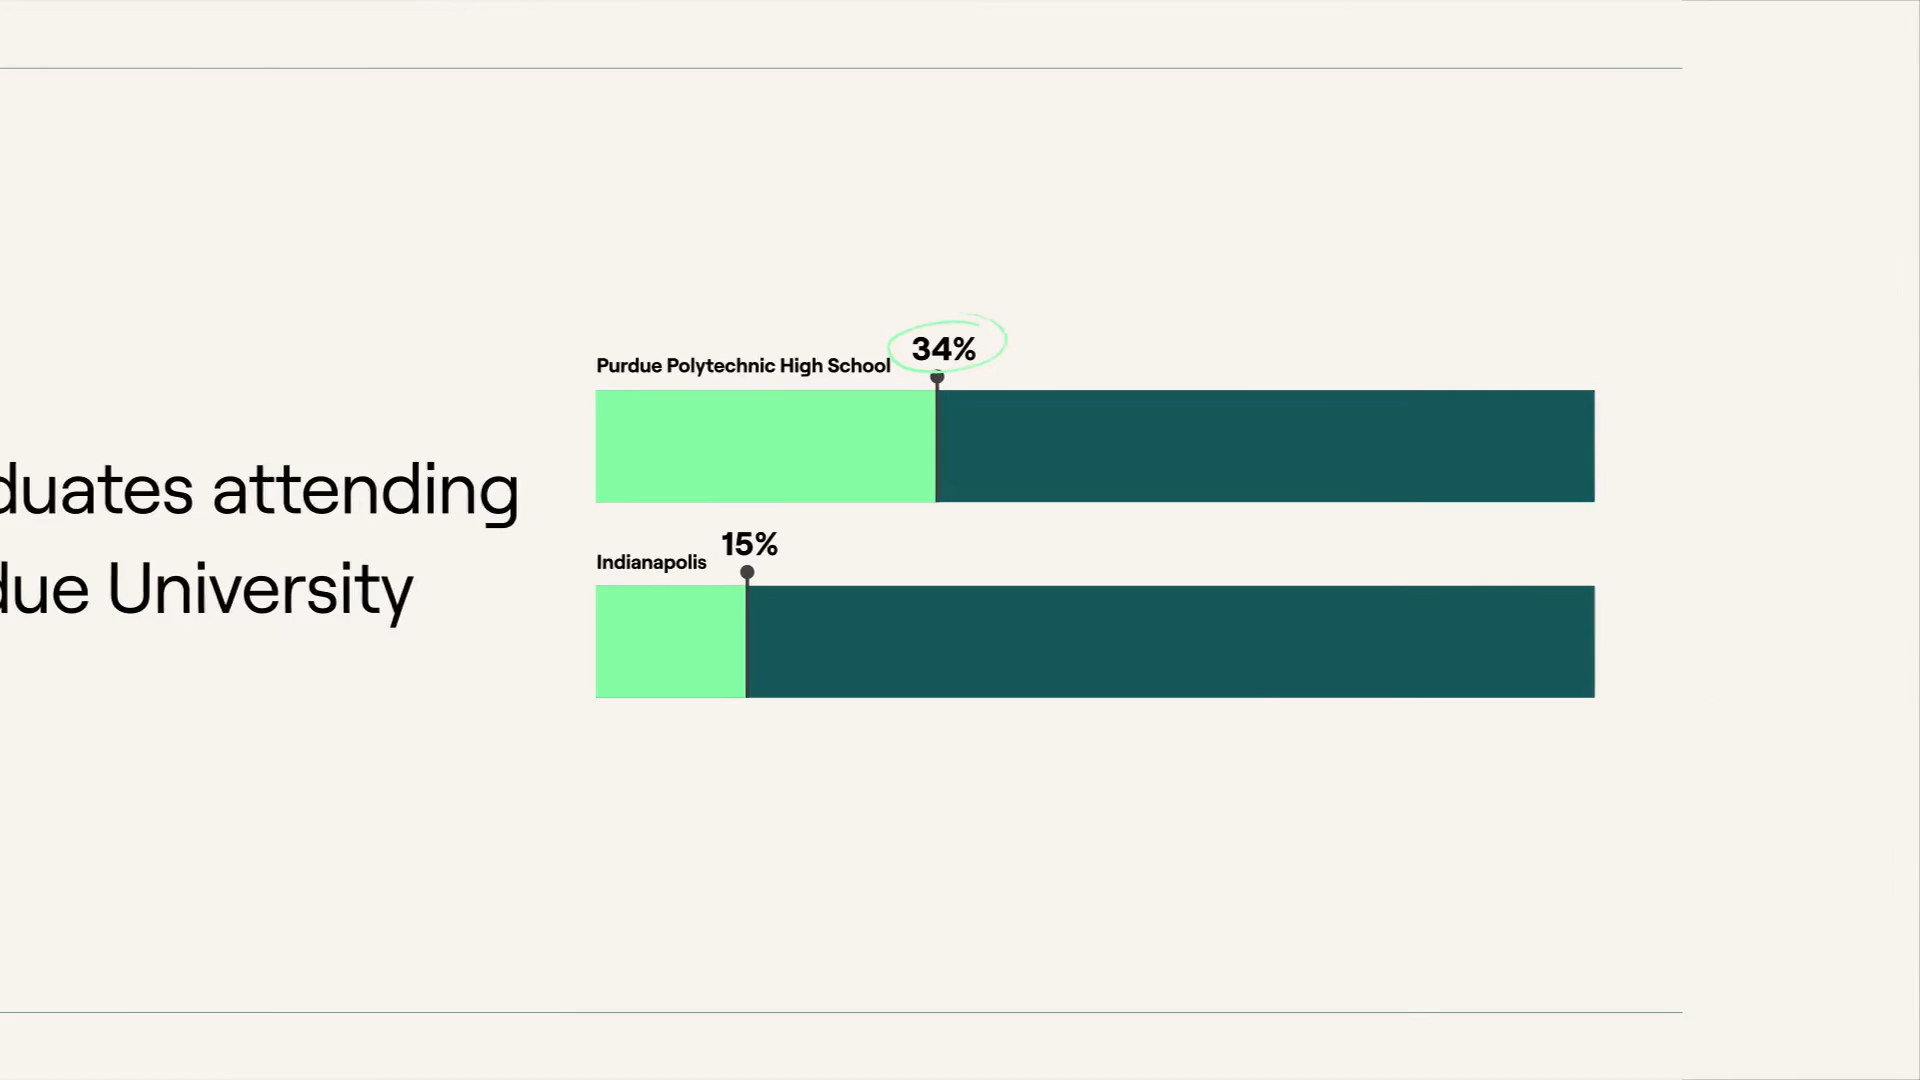 duates attending
due University
Purdue Polytechnic High School
34%
Indianapolis
15%